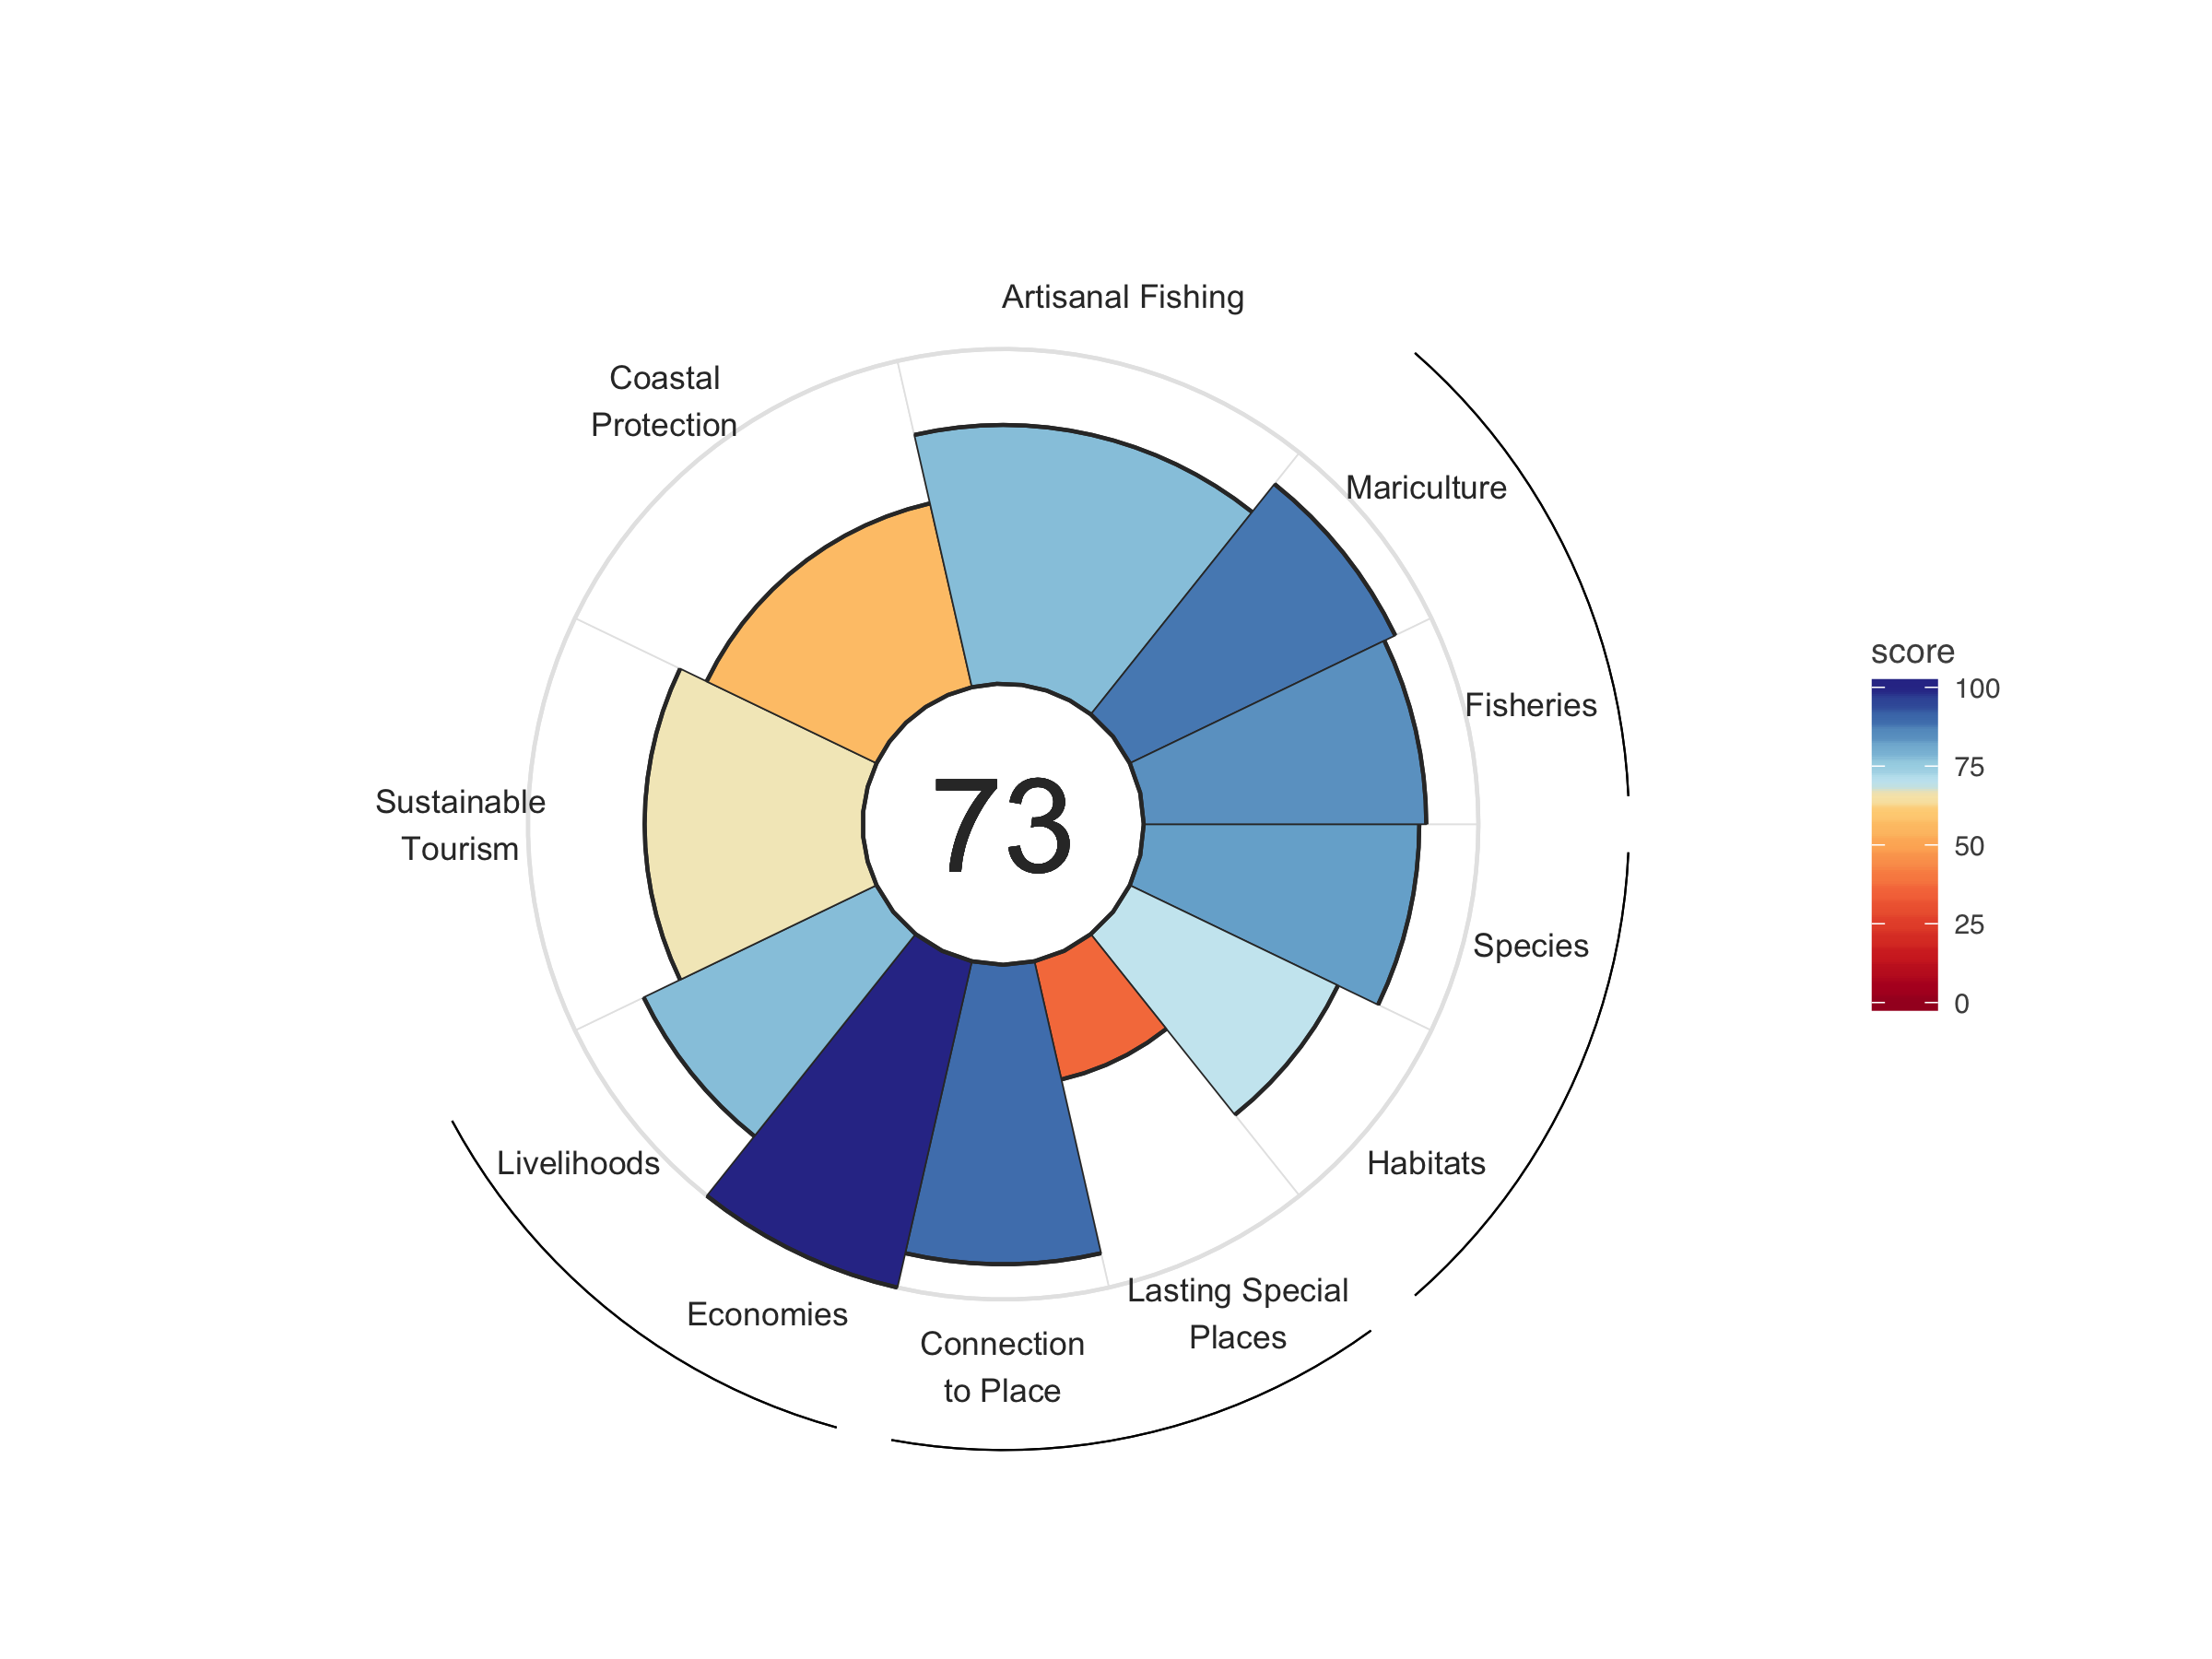 Artisanal Fishing
Coastal
Protection
Mariculture
Fisheries
score
100
75
50
25
0
73
Sustainable
Tourism
Species
Livelihoods
Habitats
Economies
Lasting Special
Places
Connection
to Place